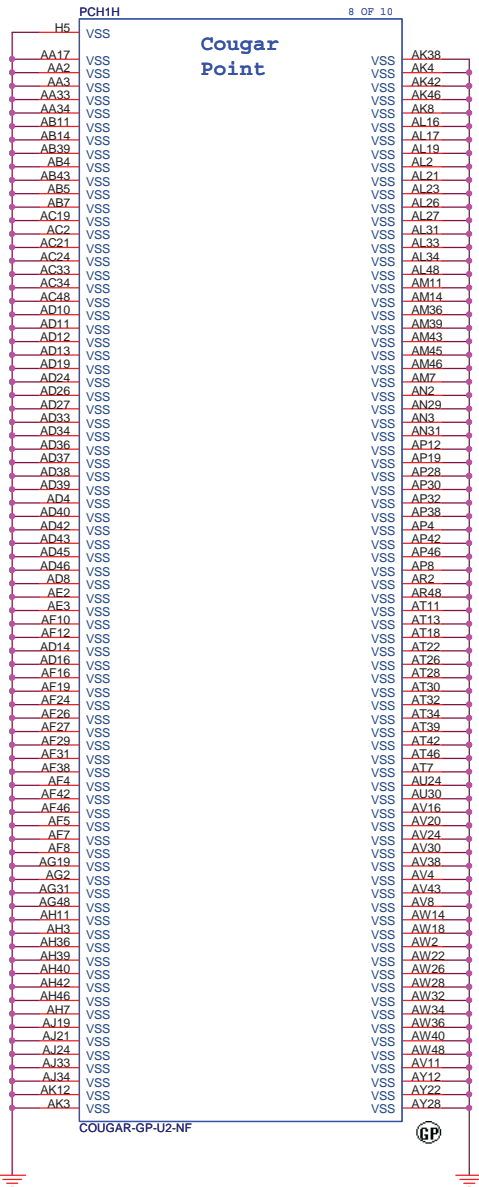 PCH1H 8 OF 10
H5 VSS
Cougar
Point
AA17 VSS VSS AK38
AA2 VSS VSS AK4
AA3 VSS VSS AK42
AA33 VSS VSS AK46
AA34 VSS VSS AK8
AB11 VSS VSS AL16
AB14 VSS VSS AL17
AB39 VSS VSS AL19
AB4 VSS VSS AL2
AB43 VSS VSS AL21
AB5 VSS VSS AL23
AB7 VSS VSS AL26
AC19 VSS VSS AL27
AC2 VSS VSS AL31
AC21 VSS VSS AL33
AC24 VSS VSS AL34
AC33 VSS VSS AL48
AC34 VSS VSS AM11
AC48 VSS VSS AM14
AD10 VSS VSS AM36
AD11 VSS VSS AM39
AD12 VSS VSS AM43
AD13 VSS VSS AM45
AD19 VSS VSS AM46
AD24 VSS VSS AM7
AD26 VSS VSS AN2
AD27 VSS VSS AN29
AD33 VSS VSS AN3
AD34 VSS VSS AN31
AD36 VSS VSS AP12
AD37 VSS VSS AP19
AD38 VSS VSS AP28
AD39 VSS VSS AP30
AD4 VSS VSS AP32
AD40 VSS VSS AP38
AD42 VSS VSS AP4
AD43 VSS VSS AP42
AD45 VSS VSS AP46
AD46 VSS VSS AP8
AD8 VSS VSS AR2
AE2 VSS VSS AR48
AE3 VSS VSS AT11
AF10 VSS VSS AT13
AF12 VSS VSS AT18
AD14 VSS VSS AT22
AD16 VSS VSS AT26
AF16 VSS VSS AT28
AF19 VSS VSS AT30
AF24 VSS VSS AT32
AF26 VSS VSS AT34
AF27 VSS VSS AT39
AF29 VSS VSS AT42
AF31 VSS VSS AT46
AF38 VSS VSS AT7
AF4 VSS VSS AU24
AF42 VSS VSS AU30
AF46 VSS VSS AV16
AF5 VSS VSS AV20
AF7 VSS VSS AV24
AF8 VSS VSS AV30
AG19 VSS VSS AV38
AG2 VSS VSS AV4
AG31 VSS VSS AV43
AG48 VSS VSS AV8
AH11 VSS VSS AW14
AH3 VSS VSS AW18
AH36 VSS VSS AW2
AH39 VSS VSS AW22
AH40 VSS VSS AW26
AH42 VSS VSS AW28
AH46 VSS VSS AW32
AH7 VSS VSS AW34
AJ19 VSS VSS AW36
AJ21 VSS VSS AW40
AJ24 VSS VSS AW48
AJ33 VSS VSS AV11
AJ34 VSS VSS AY12
AK12 VSS VSS AY22
AK3 VSS VSS AY28
COUGAR-GP-U2-NF
GP